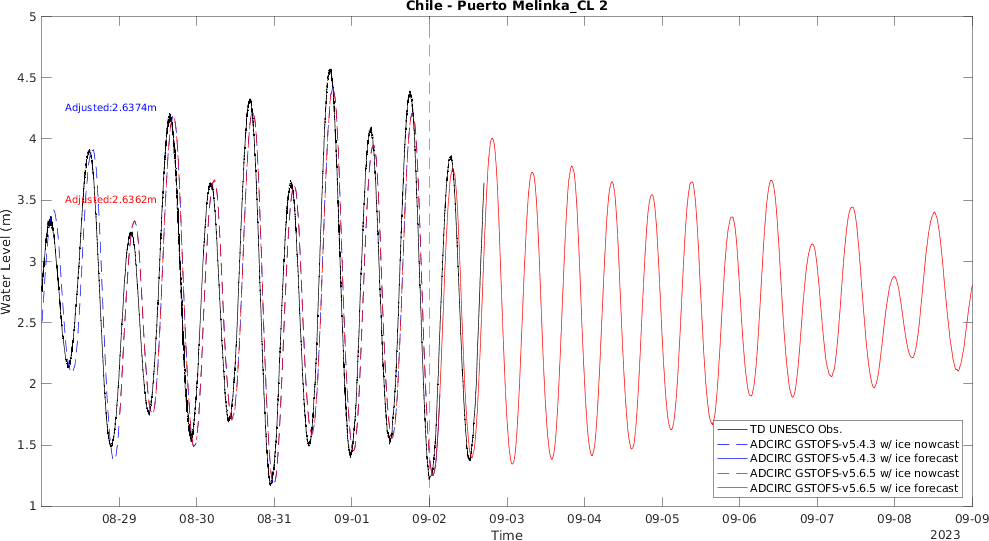 Chile - Puerto Melinka_CL 2
5
4.5
4
3.5
3
2.5
2
1.5
1
Water Level (m)
Adjusted:2.6374m
Adjusted:2.6362m
TD UNESCO Obs.
ADCIRC GSTOFS-v5.4.3 w/ ice nowcast
ADCIRC GSTOFS-v5.4.3 w/ ice forecast
ADCIRC GSTOFS-v5.6.5 w/ ice nowcast
ADCIRC GSTOFS-v5.6.5 w/ ice forecast
08-29 08-30 08-31 09-01 09-02 09-03 09-04 09-05 09-06 09-07 09-08 09-09
Time
2023